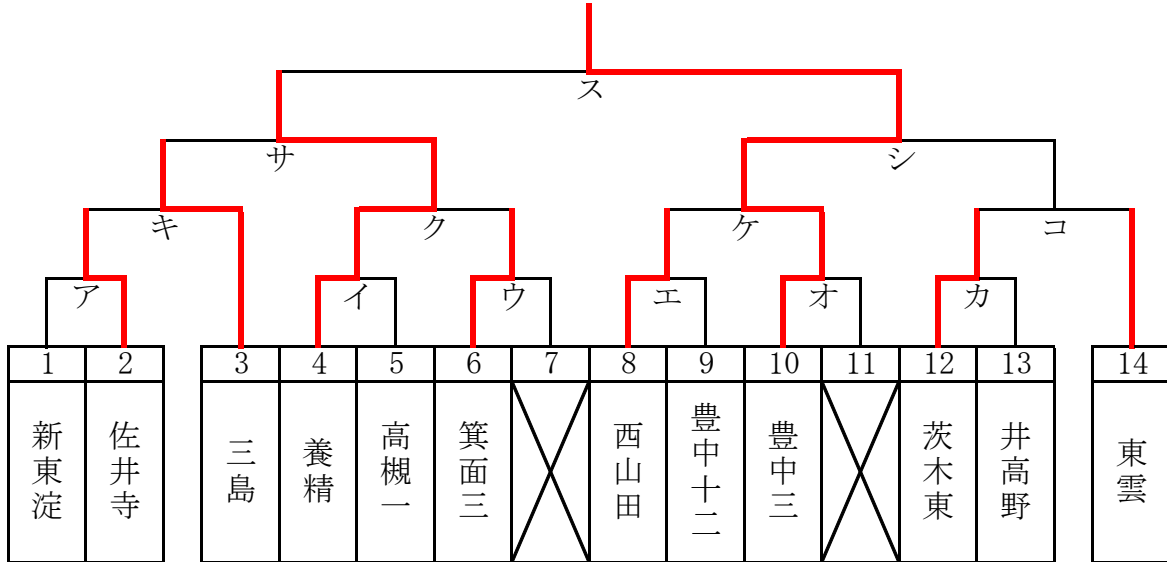 ス
サ
シ
キ
ク
ケ
コ
ア
イ
ウ
エ
オ
カ
1 2 3 4 5 6 7 8 9 10 11 12 13 14
新東淀
佐井寺
三島
養精
高槻一
箕面三
西山田
豊中十二
豊中三
茨木東
井高野
東雲